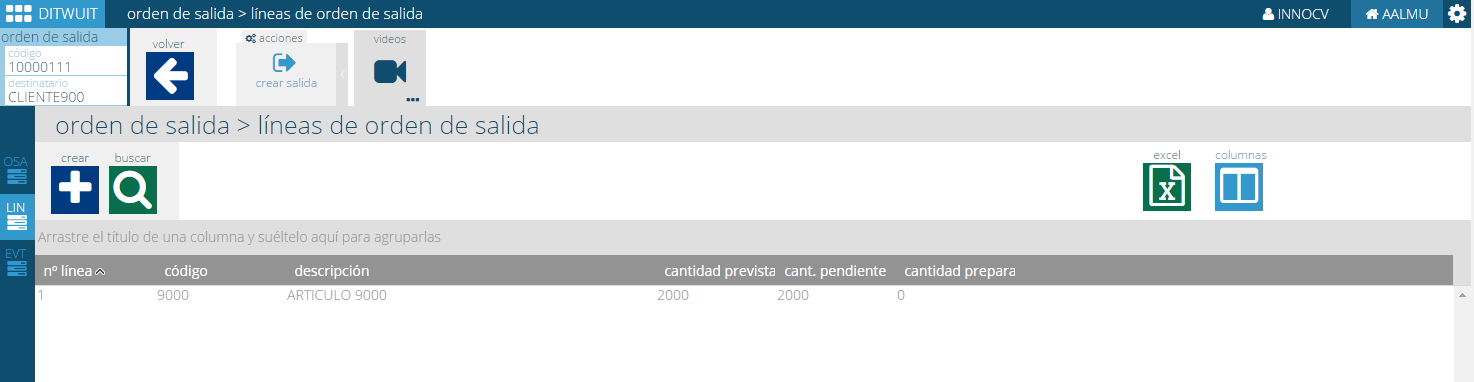 DITWUIT orden de salida > líneas de orden de salida INNOCV AALMU
orden de salida
código
10000111
destinatario
CLIENTE900
volver
acciones
crear salida
videos
orden de salida > líneas de orden de salida
OSA
LIN
EVT
crear buscar excel columnas
Arrastre el título de una columna y suéltelo aquí para agruparlas
nº línea código descripción cantidad prevista cant. pendiente cantidad prepara
1 9000 ARTICULO 9000 2000 2000 0